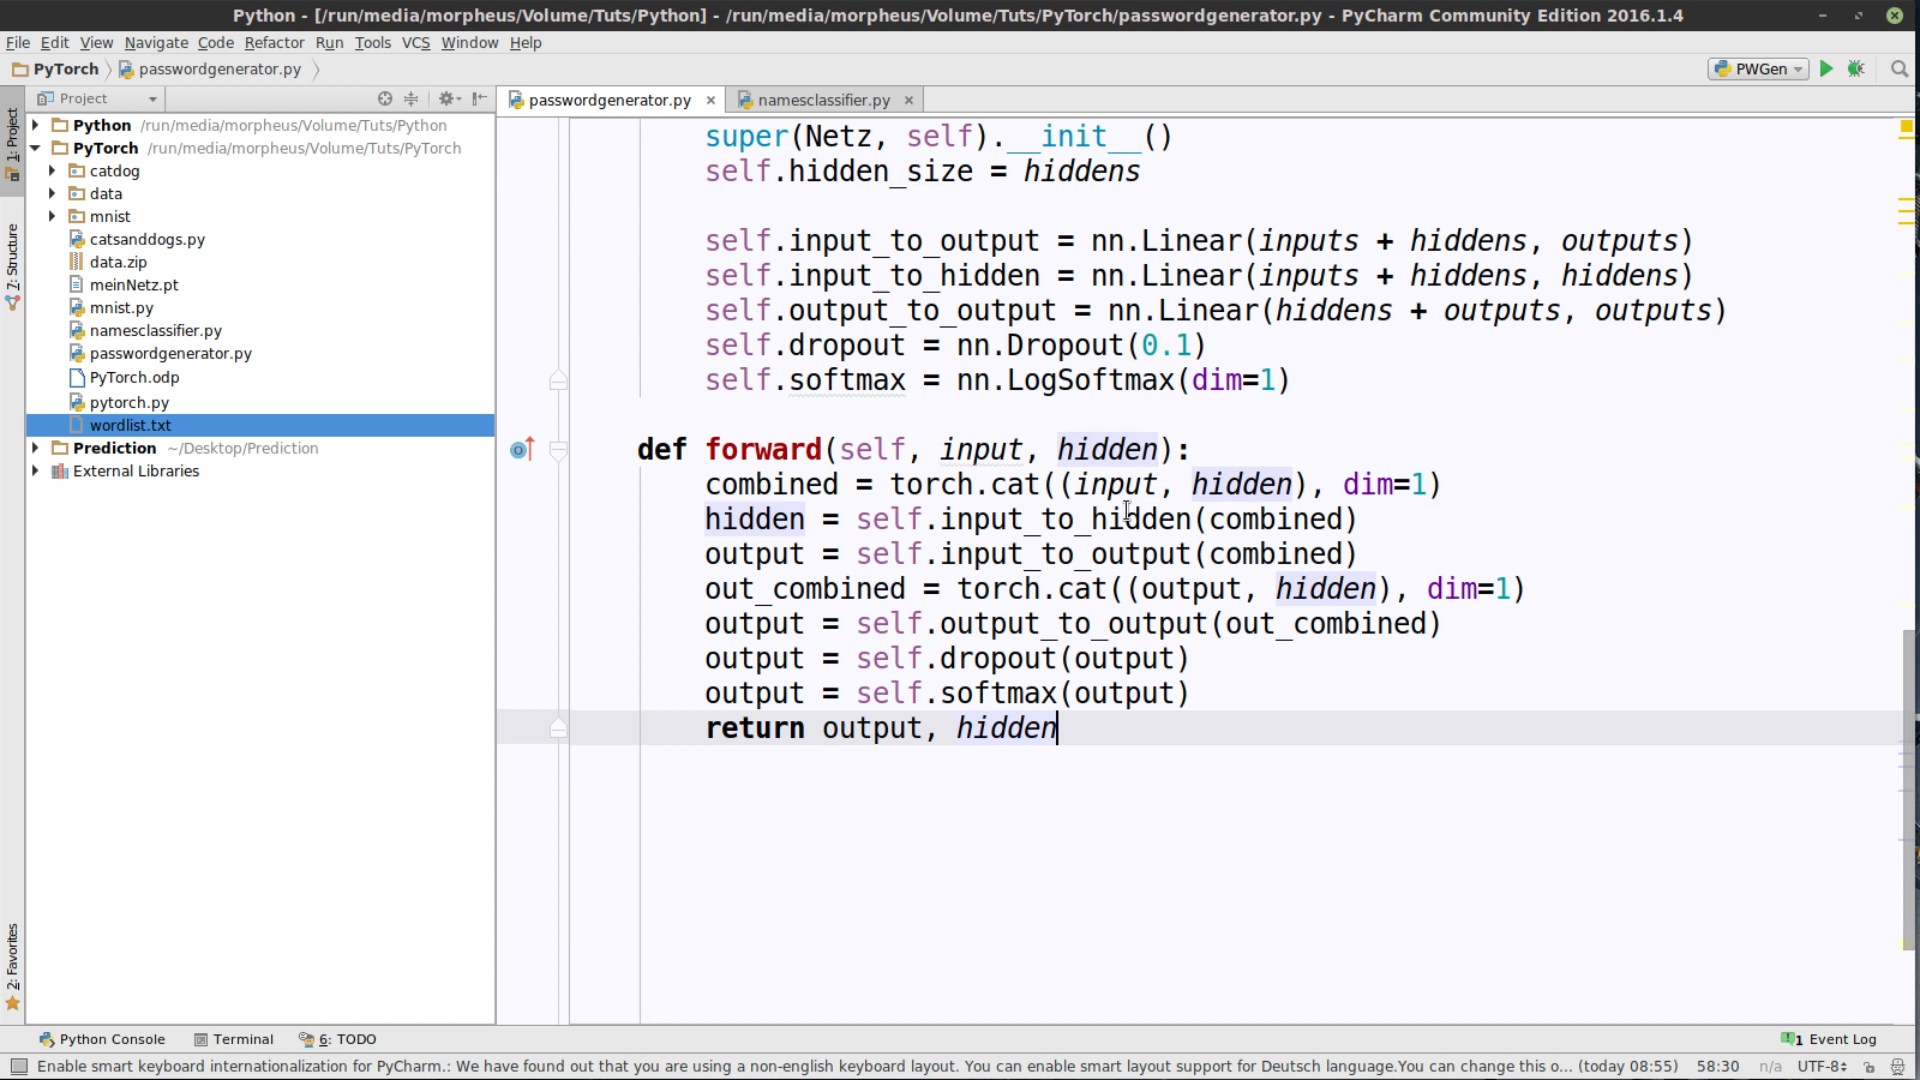 Python - [/run/media/morpheus/Volume/Tuts/Python] - /run/media/morpheus/Volume/Tuts/PyTorch/passwordgenerator.py - PyCharm Community Edition 2016.1.4
File Edit View Navigate Code Refactor Run Tools VCS Window Help
PyTorch passwordgenerator.py PWGen
Project passwordgenerator.py namesclassifier.py
1: Project
7: Structure
2: Favorites
Python /run/media/morpheus/Volume/Tuts/Python
PyTorch /run/media/morpheus/Volume/Tuts/PyTorch
catdog
data
mnist
catsanddogs.py
data.zip
meinNetz.pt
mnist.py
namesclassifier.py
passwordgenerator.py
PyTorch.odp
pytorch.py
wordlist.txt
Prediction ~/Desktop/Prediction
External Libraries
super(Netz, self).__init__()
self.hidden_size = hiddens
self.input_to_output = nn.Linear(inputs + hiddens, outputs)
self.input_to_hidden = nn.Linear(inputs + hiddens, hiddens)
self.output_to_output = nn.Linear(hiddens + outputs, outputs)
self.dropout = nn.Dropout(0.1)
self.softmax = nn.LogSoftmax(dim=1)
def forward(self, input, hidden):
combined = torch.cat((input, hidden), dim=1)
hidden = self.input_to_hidden(combined)
output = self.input_to_output(combined)
out_combined = torch.cat((output, hidden), dim=1)
output = self.output_to_output(out_combined)
output = self.dropout(output)
output = self.softmax(output)
return output, hidden
Python Console Terminal 6: TODO 1 Event Log
Enable smart keyboard internationalization for PyCharm.: We have found out that you are using a non-english keyboard layout. You can enable smart layout support for Deutsch language.You can change this o... (today 08:55) 58:30 n/a UTF-8